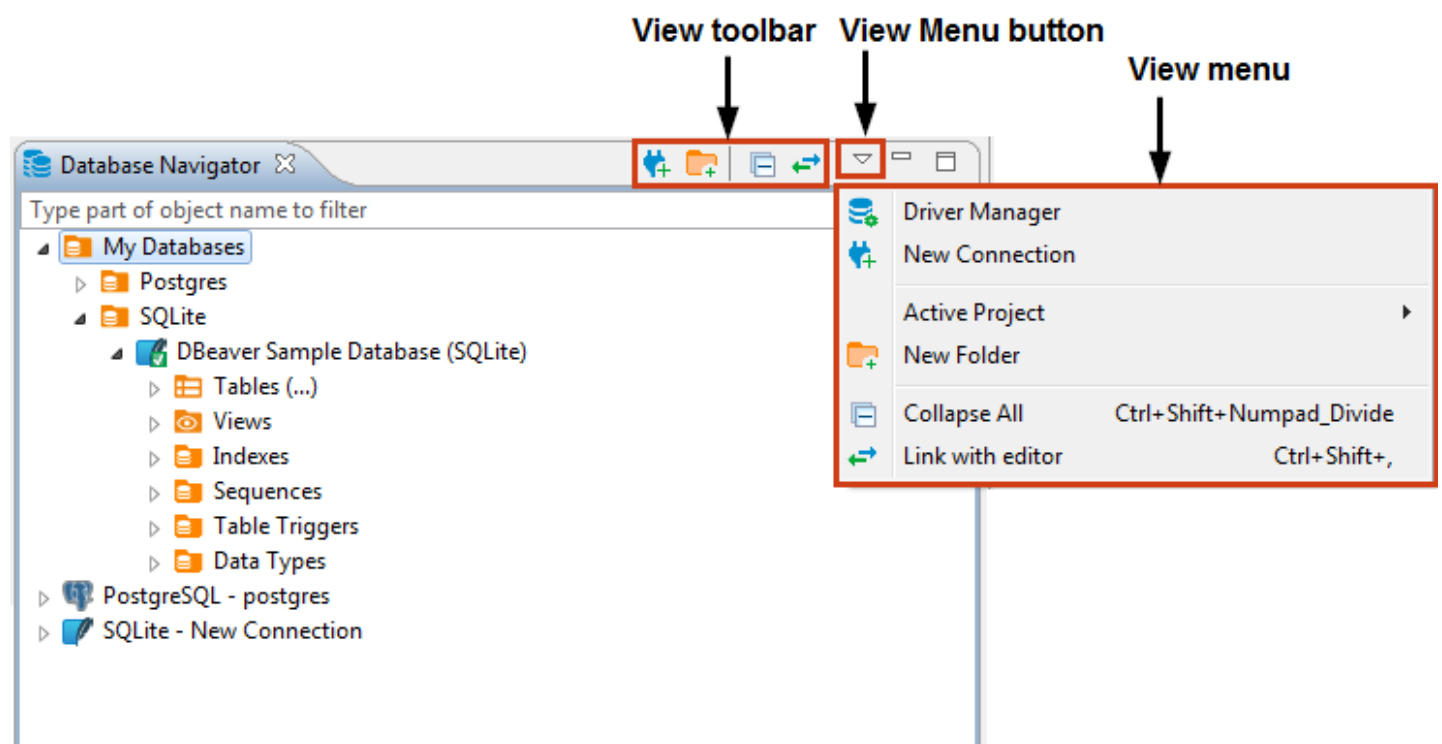 View toolbar View Menu button
View menu
Database Navigator
Type part of object name to filter
My Databases
Postgres
SQLite
DBeaver Sample Database (SQLite)
Tables (...)
Views
Indexes
Sequences
Table Triggers
Data Types
PostgreSQL - postgres
SQLite - New Connection
Driver Manager
New Connection
Active Project
New Folder
Collapse All Ctrl+Shift+Numpad_Divide
Link with editor Ctrl+Shift+,